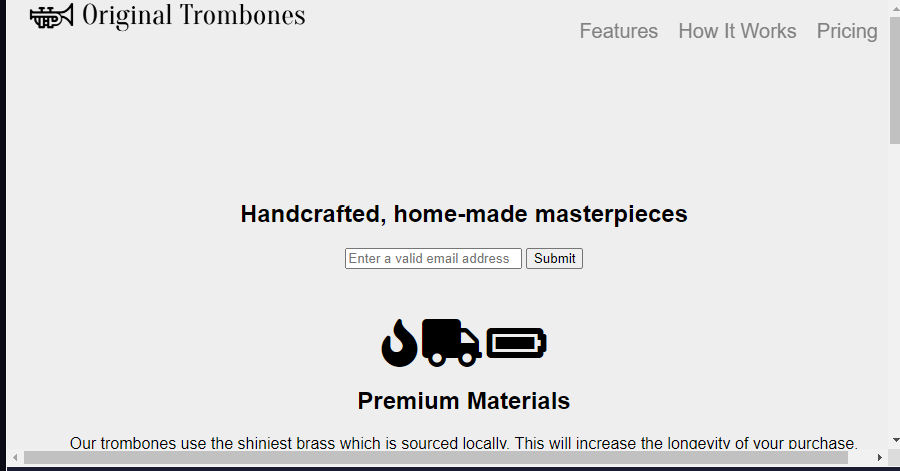 Original Trombones
Features How It Works Pricing
Handcrafted, home-made masterpieces
Enter a valid email address Submit
Premium Materials
Our trombones use the shiniest brass which is sourced locally. This will increase the longevity of your purchase.